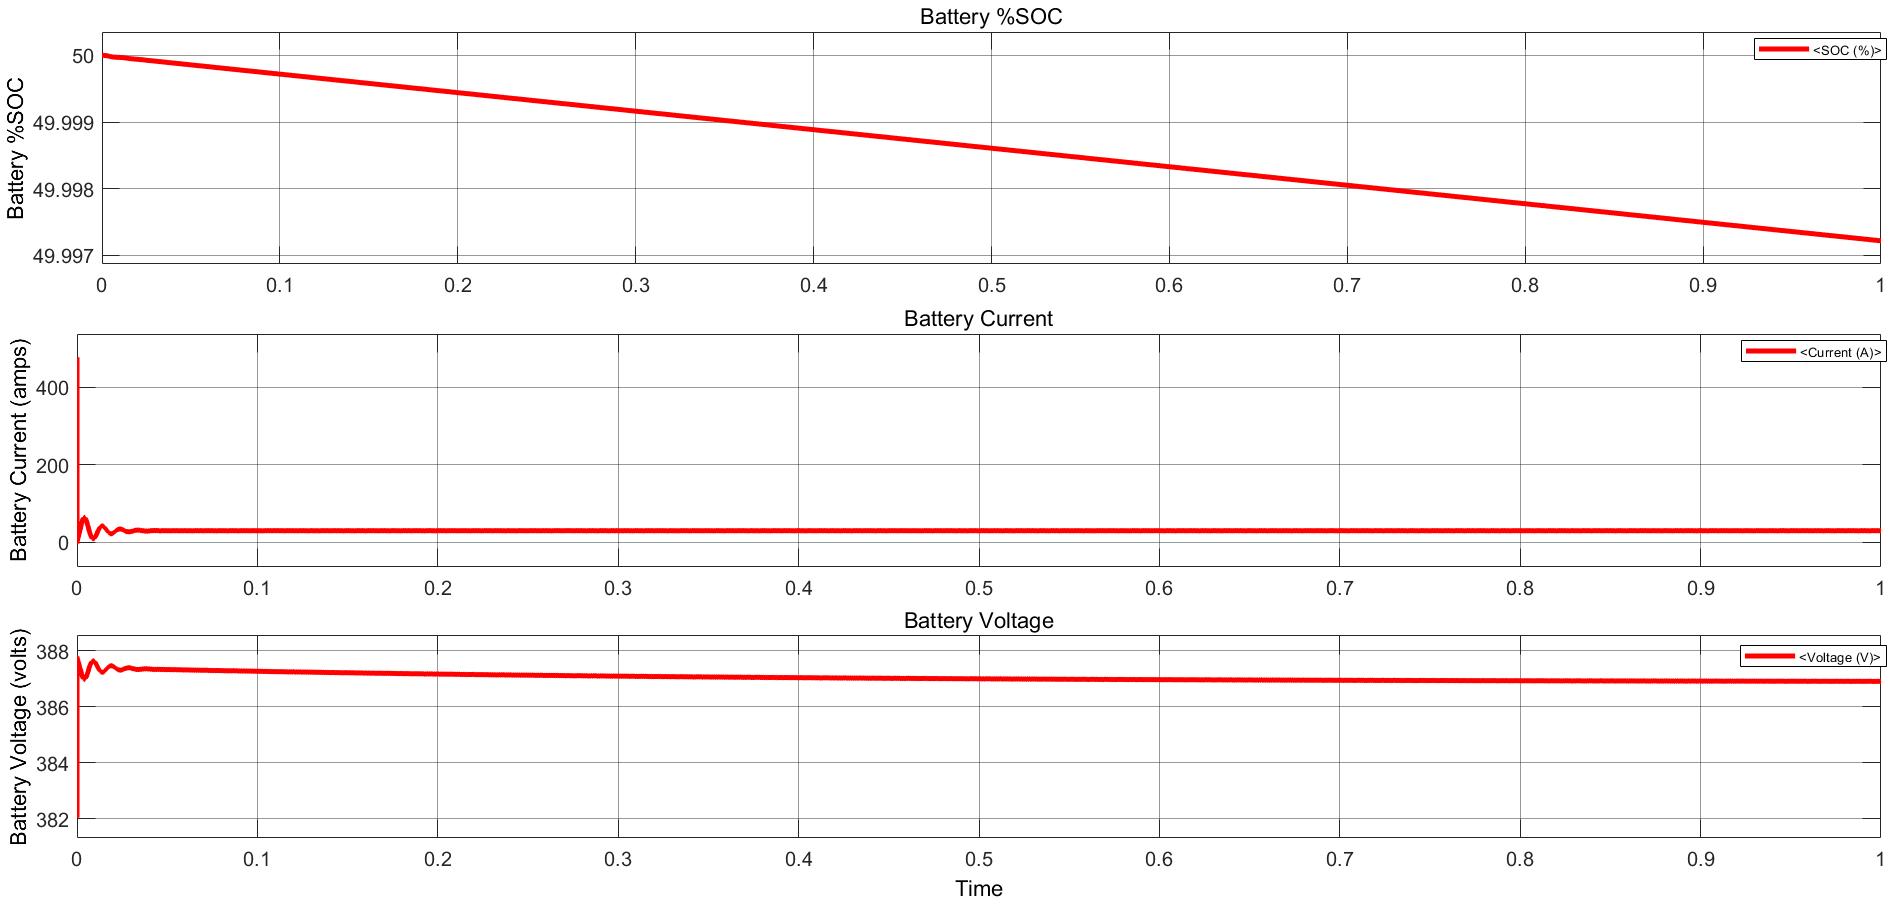 Battery %SOC
<SOC (%)>
Battery %SOC
50
49.999
49.998
49.997
0 0.1 0.2 0.3 0.4 0.5 0.6 0.7 0.8 0.9 1
Battery Current
<Current (A)>
Battery Current (amps)
400
200
0
0 0.1 0.2 0.3 0.4 0.5 0.6 0.7 0.8 0.9 1
Battery Voltage
<Voltage (V)>
Battery Voltage (volts)
388
386
384
382
0 0.1 0.2 0.3 0.4 0.5 0.6 0.7 0.8 0.9 1
Time